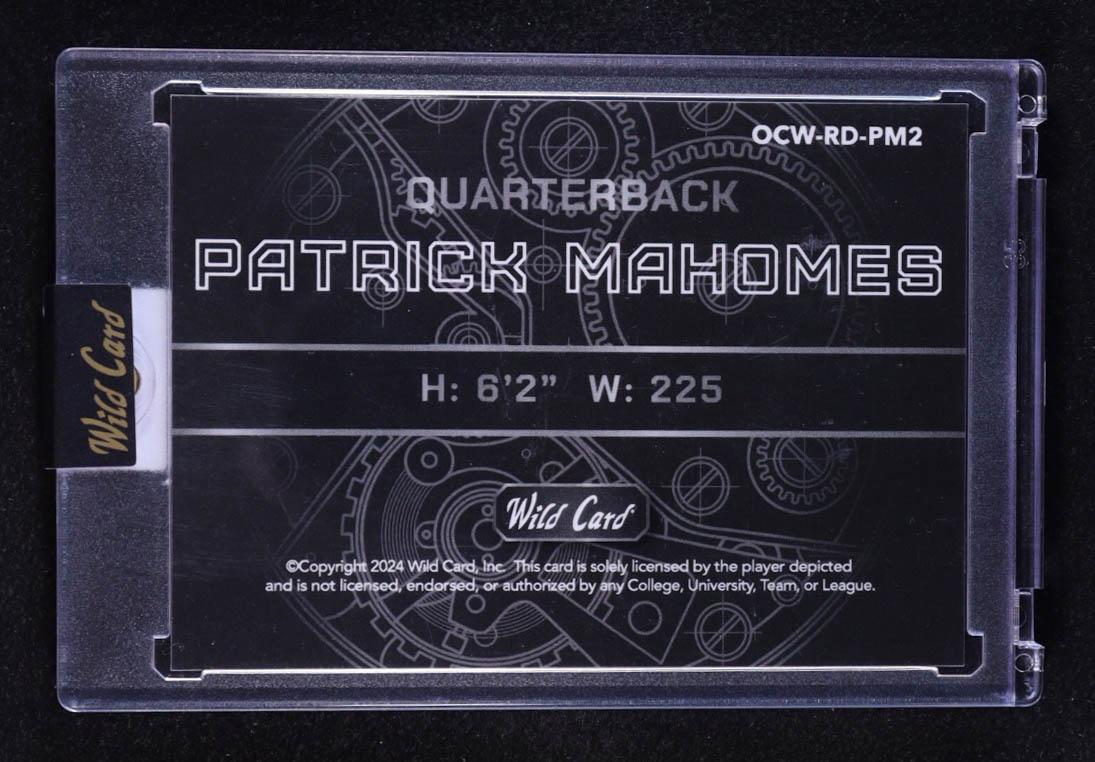 OCW-RD-PM2
QUARTERBACK
PATRICK MAHOMES
H: 6'2" W: 225
Wild Card
Wild Card
©Copyright 2024 Wild Card, Inc. This card is solely licensed by the player depicted
and is not licensed, endorsed, or authorized by any College, University, Team, or League.